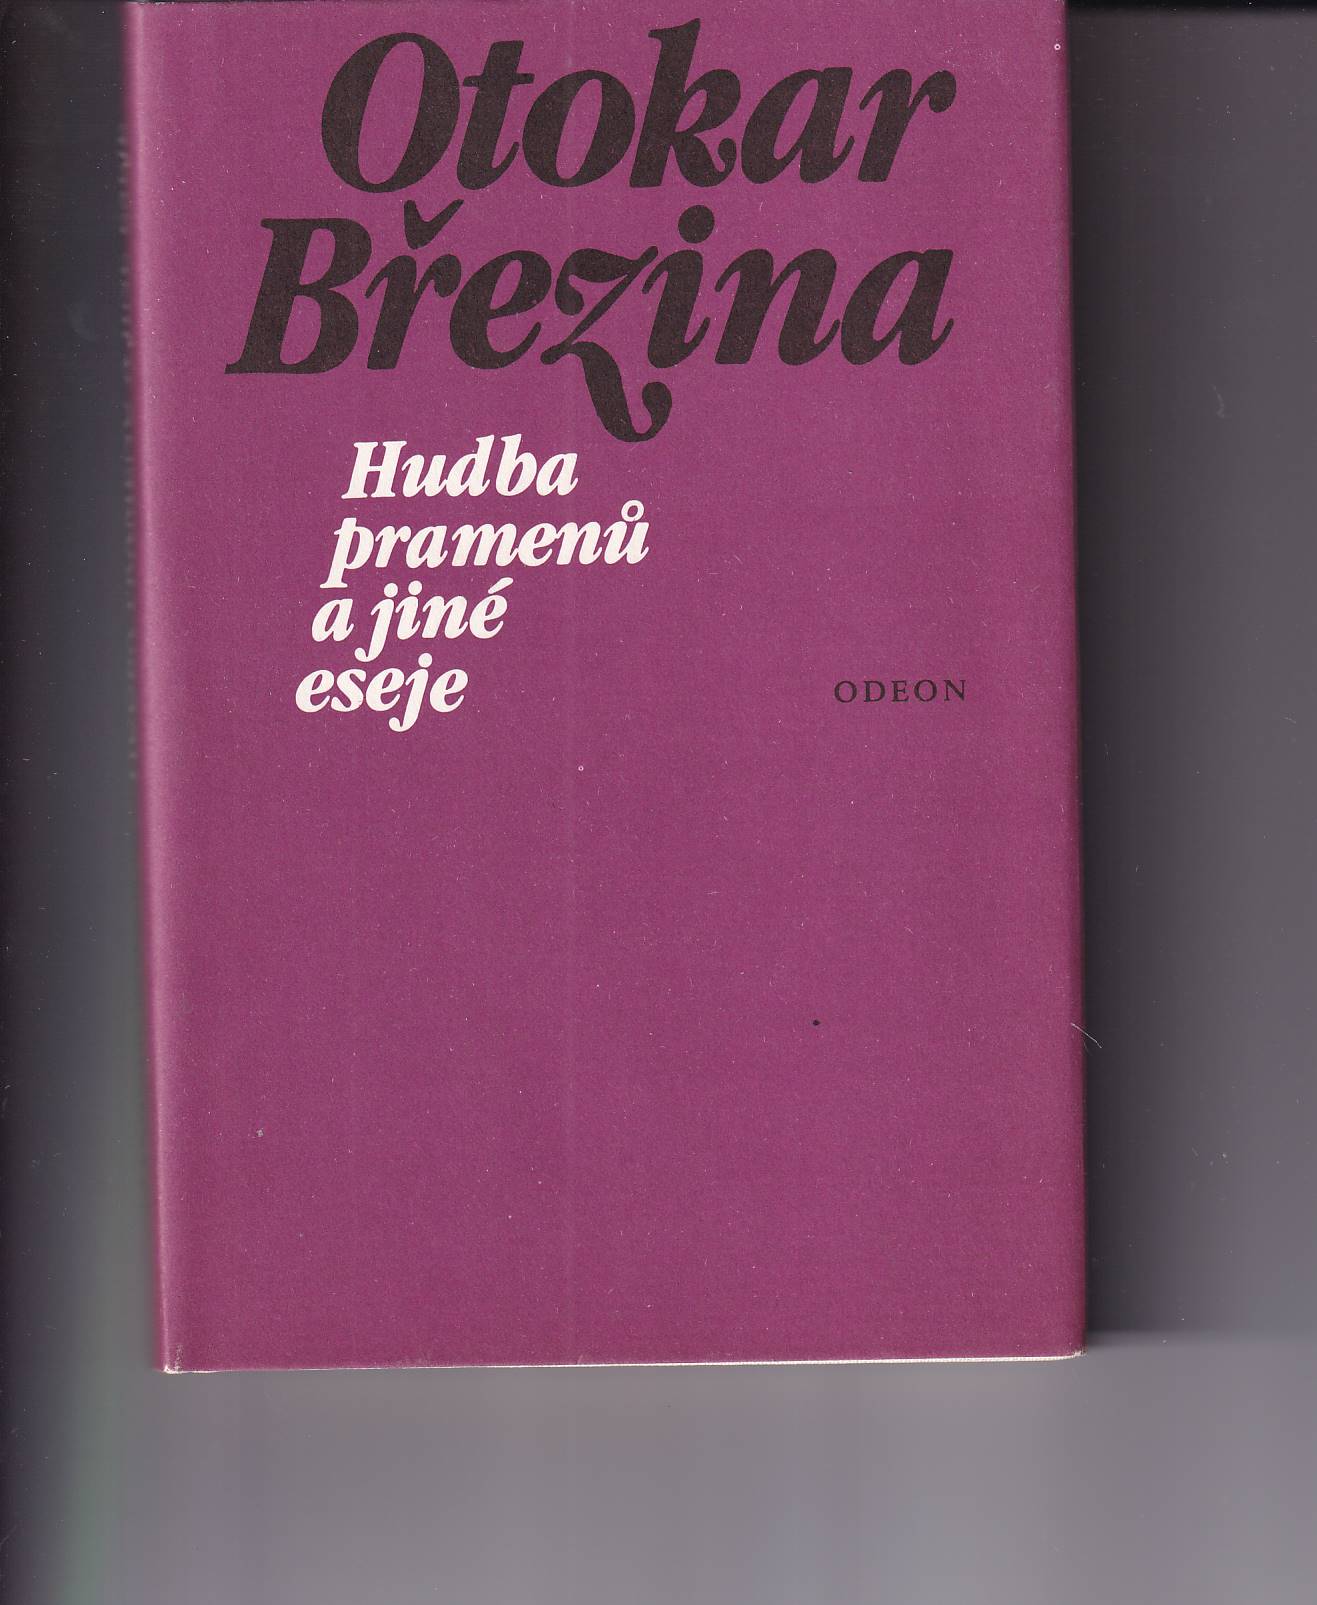 Otokar
Březina
Hudba
pramenů
a jiné
eseje
ODEON